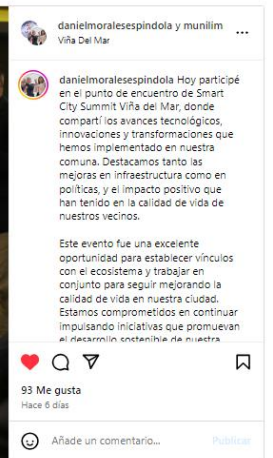 danielmoralesespindola y munilim
Viña Del Mar
danielmoralesespindola Hoy participé
en el punto de encuentro de Smart
City Summit Viña del Mar, donde
compartí los avances tecnológicos,
innovaciones y transformaciones que
hemos implementado en nuestra
comuna. Destacamos tanto las
mejoras en infraestructura como en
políticas, y el impacto positivo que
han tenido en la calidad de vida de
nuestros vecinos.
Este evento fue una excelente
oportunidad para establecer vínculos
con el ecosistema y trabajar en
conjunto para seguir mejorando la
calidad de vida en nuestra ciudad.
Estamos comprometidos en continuar
impulsando iniciativas que promuevan
el desarrollo sostenible de nuestra
93 Me gusta
Hace 6 días
Añade un comentario...
Publicar